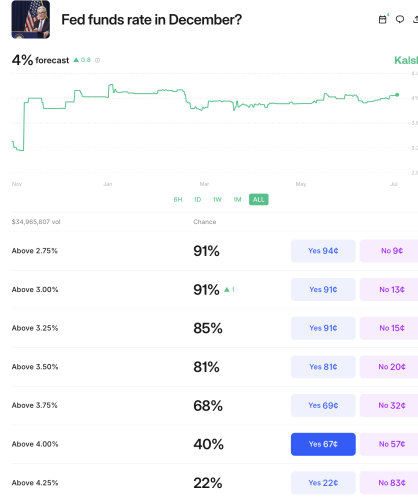 Fed funds rate in December?
4% forecast ▲ 0.8
Kalshi
Nov Jan Mar May Jul
6H 1D 1W 1M ALL
$34,965,807 vol Chance
Above 2.75% 91% Yes 94¢ No 9¢
Above 3.00% 91% ▲ 1 Yes 91¢ No 13¢
Above 3.25% 85% Yes 91¢ No 15¢
Above 3.50% 81% Yes 81¢ No 20¢
Above 3.75% 68% Yes 69¢ No 32¢
Above 4.00% 40% Yes 67¢ No 57¢
Above 4.25% 22% Yes 22¢ No 83¢